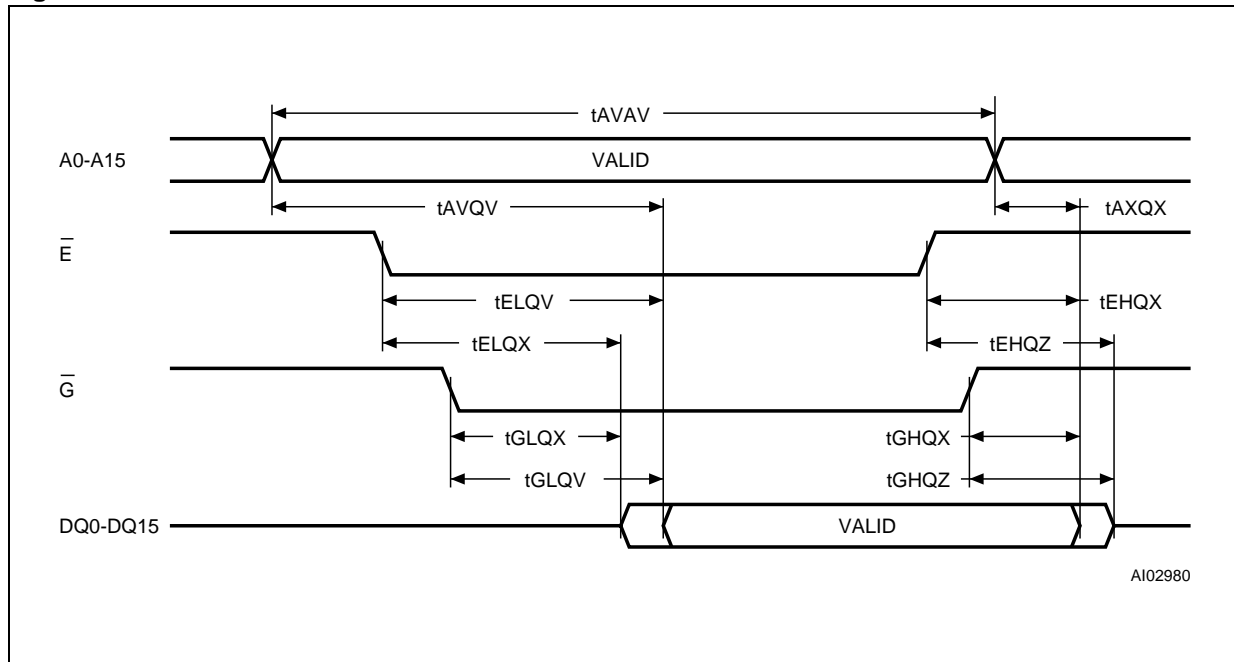 tAVAV
A0-A15
VALID
tAVQV
tAXQX
E̅
tELQV
tEHQX
tELQX
tEHQZ
G̅
tGLQX
tGHQX
tGLQV
tGHQZ
DQ0-DQ15
VALID
AI02980